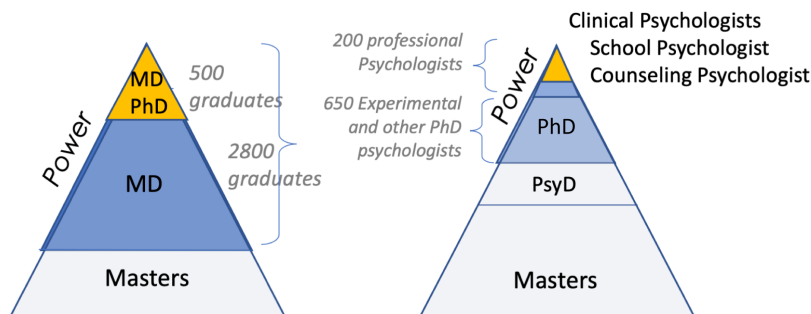 MD
PhD
500
graduates
Power
MD
2800
graduates
Masters
Clinical Psychologists
School Psychologist
Counseling Psychologist
200 professional
Psychologists
650 Experimental
and other PhD
psychologists
Power
PhD
PsyD
Masters